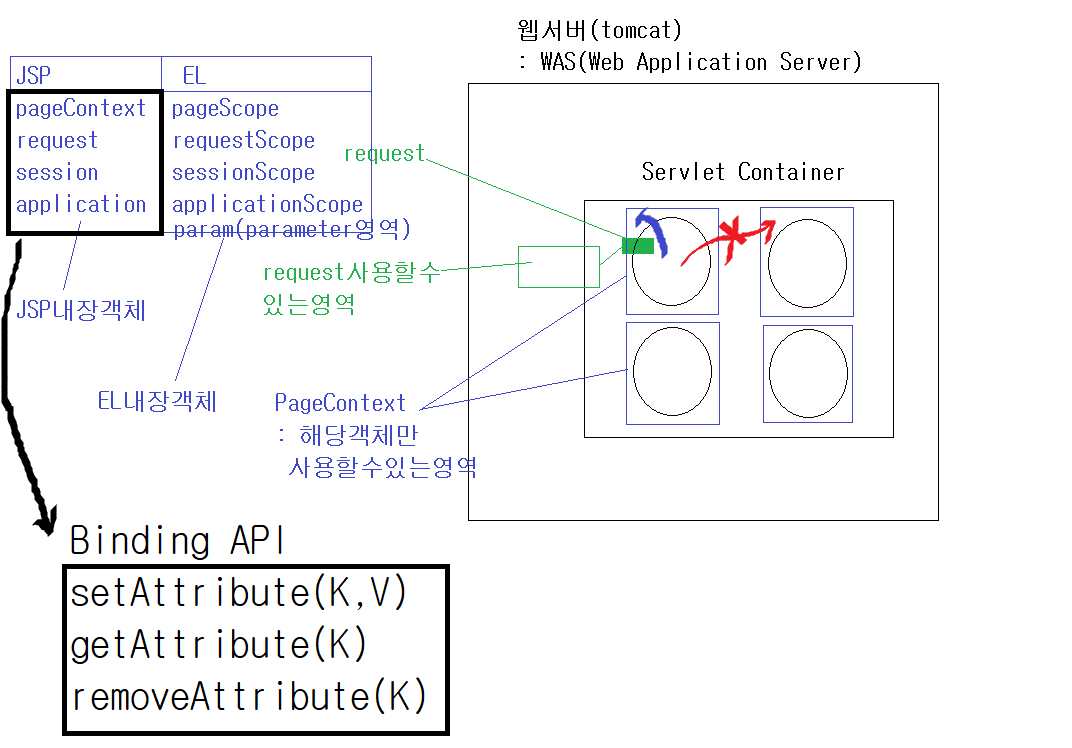 웹서버(tomcat)
: WAS(Web Application Server)
JSP EL
pageContext pageScope
request requestScope
session sessionScope
application applicationScope
param(parameter영역)
request
Servlet Container
request사용할수
있는영역
JSP내장객체
EL내장객체
PageContext
: 해당객체만
사용할수있는영역
Binding API
setAttribute(K,V)
getAttribute(K)
removeAttribute(K)